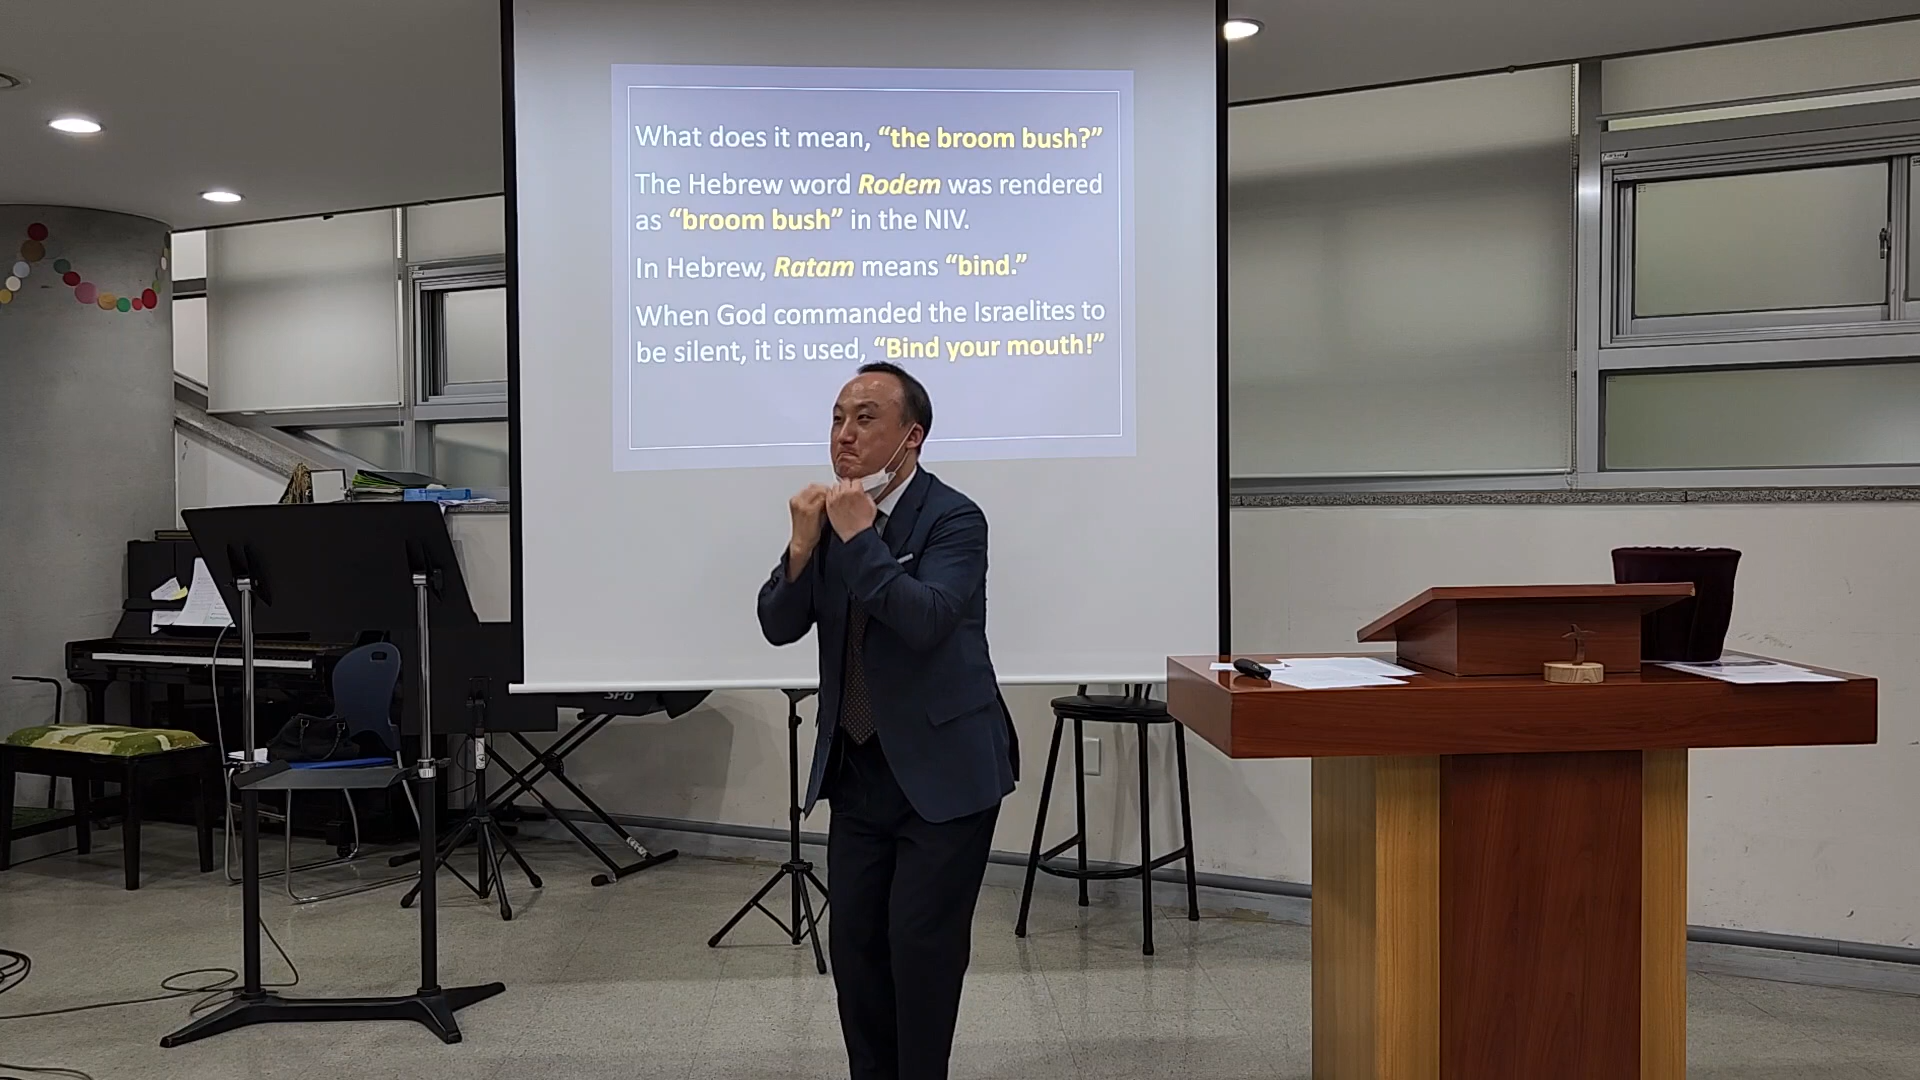 What does it mean, “the broom bush?”
The Hebrew word Rodem was rendered
as “broom bush” in the NIV.
In Hebrew, Ratam means “bind.”
When God commanded the Israelites to
be silent, it is used, “Bind your mouth!”